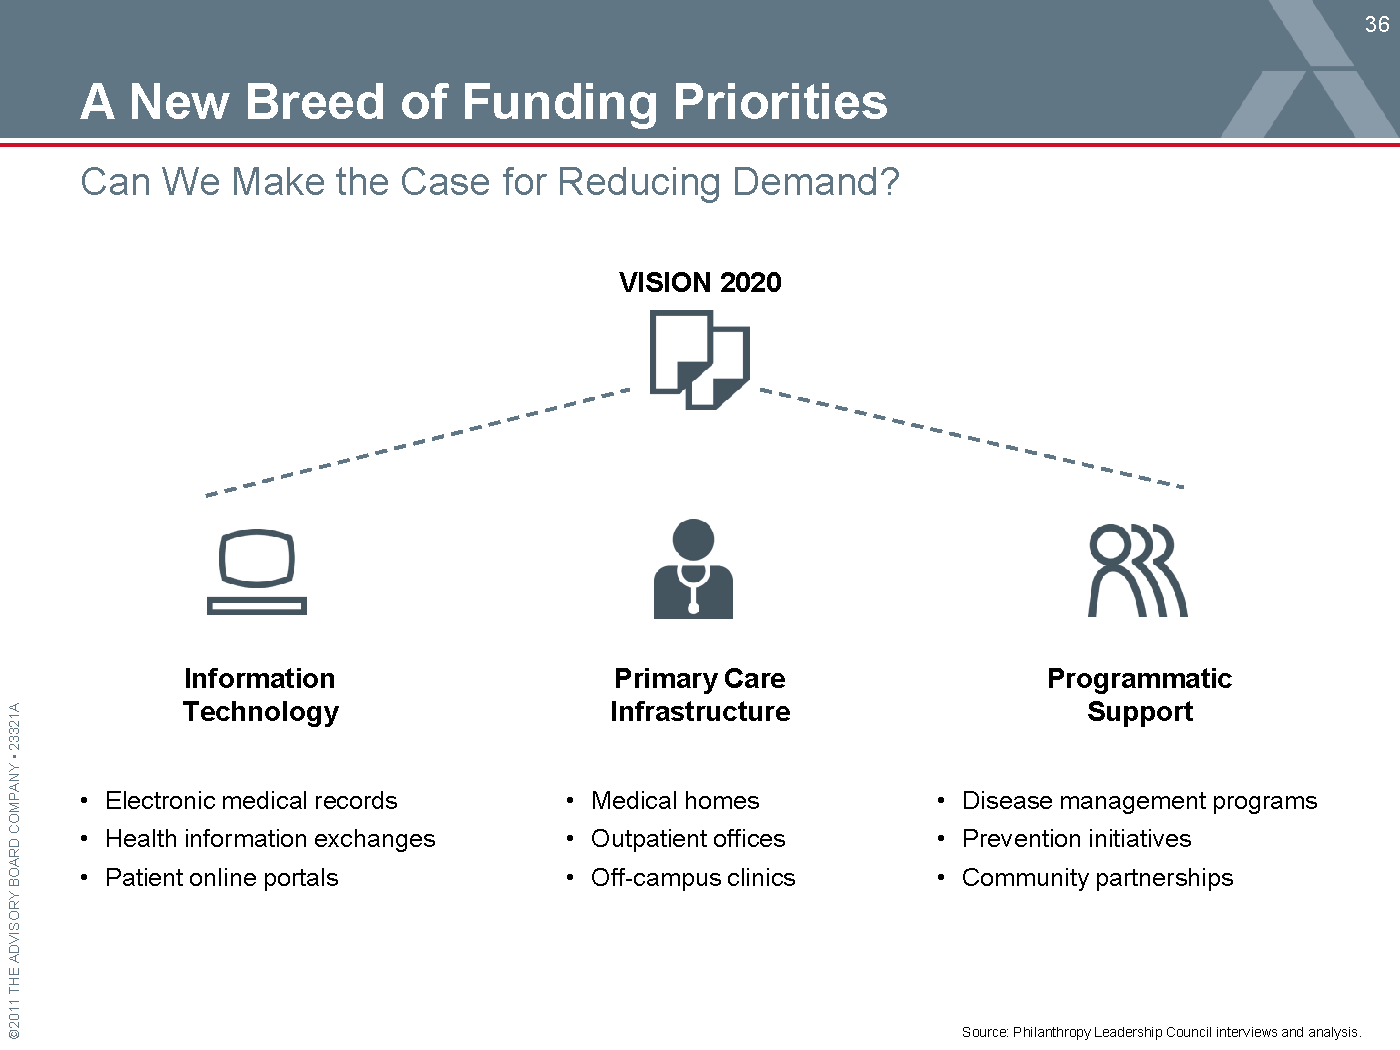 36
A New Breed of Funding Priorities
Can We Make the Case for Reducing Demand?
VISION 2020
Information
Technology
• Electronic medical records
• Health information exchanges
• Patient online portals
Primary Care
Infrastructure
• Medical homes
• Outpatient offices
• Off-campus clinics
Programmatic
Support
• Disease management programs
• Prevention initiatives
• Community partnerships
©2011 THE ADVISORY BOARD COMPANY • 23321A
Source: Philanthropy Leadership Council interviews and analysis.